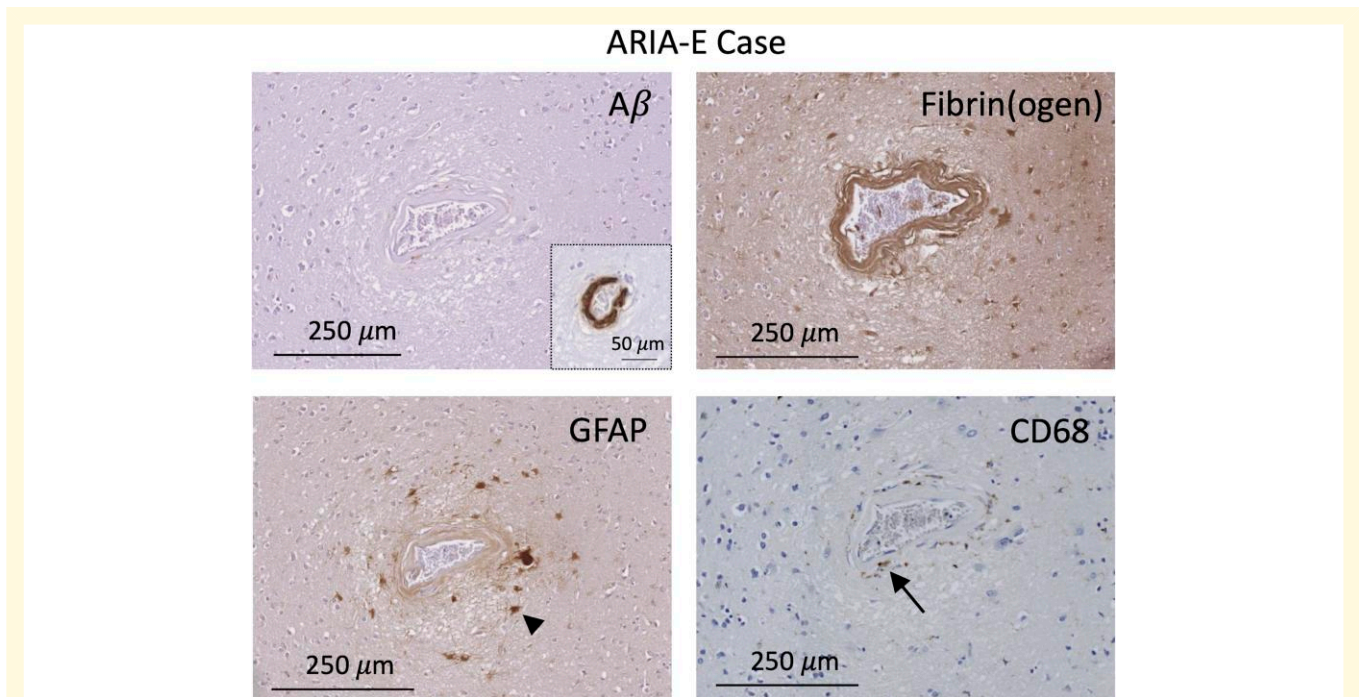 ARIA-E Case
Aβ
250 μm
50 μm
Fibrin(ogen)
250 μm
GFAP
250 μm
CD68
250 μm